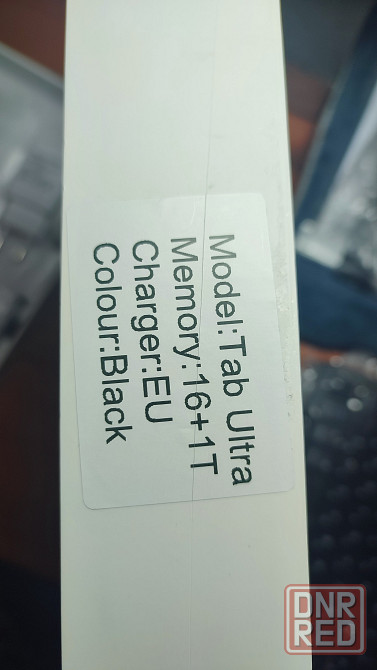 Model:Tab Ultra
Memory:16+1T
Charger:EU
Colour:Black
DNR
RED